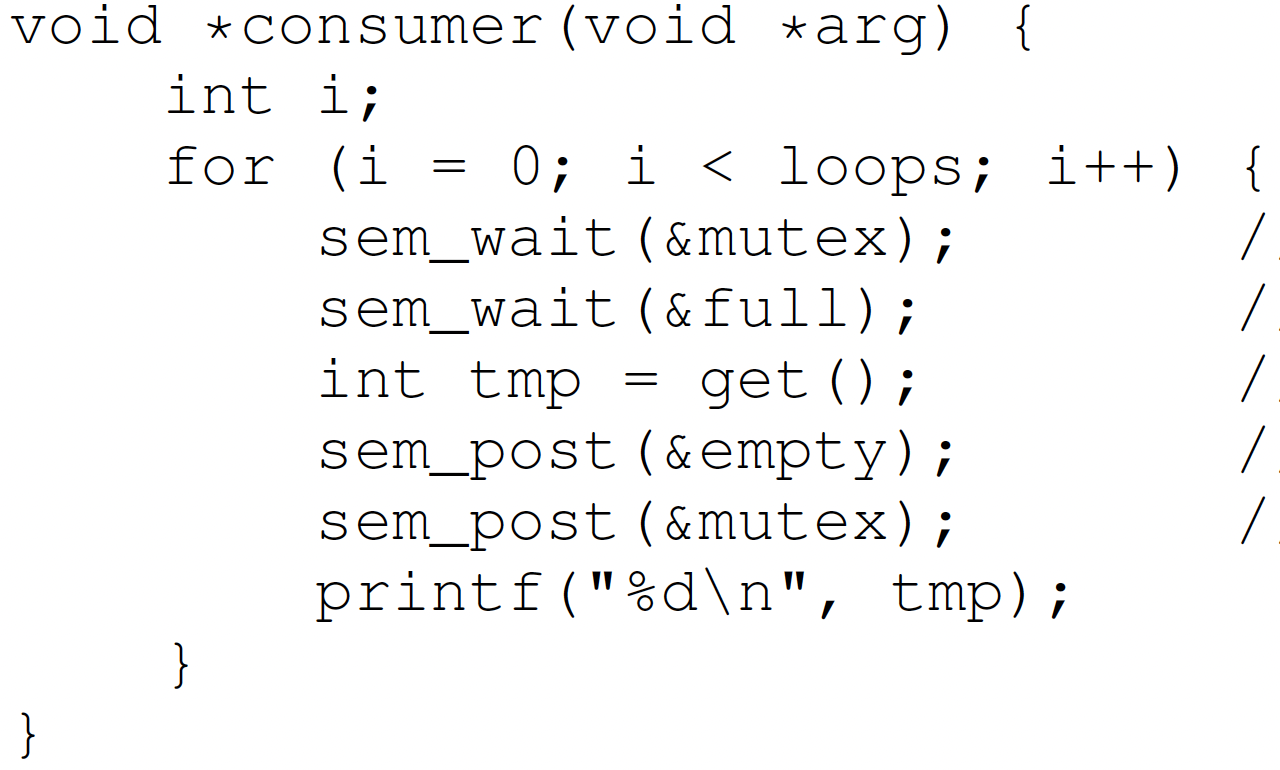 void *consumer(void *arg) {
    int i;
    for (i = 0; i < loops; i++) {
        sem_wait(&mutex);        /
        sem_wait(&full);         /
        int tmp = get();         /
        sem_post(&empty);        /
        sem_post(&mutex);        /
        printf("%d\n", tmp);
    }
}